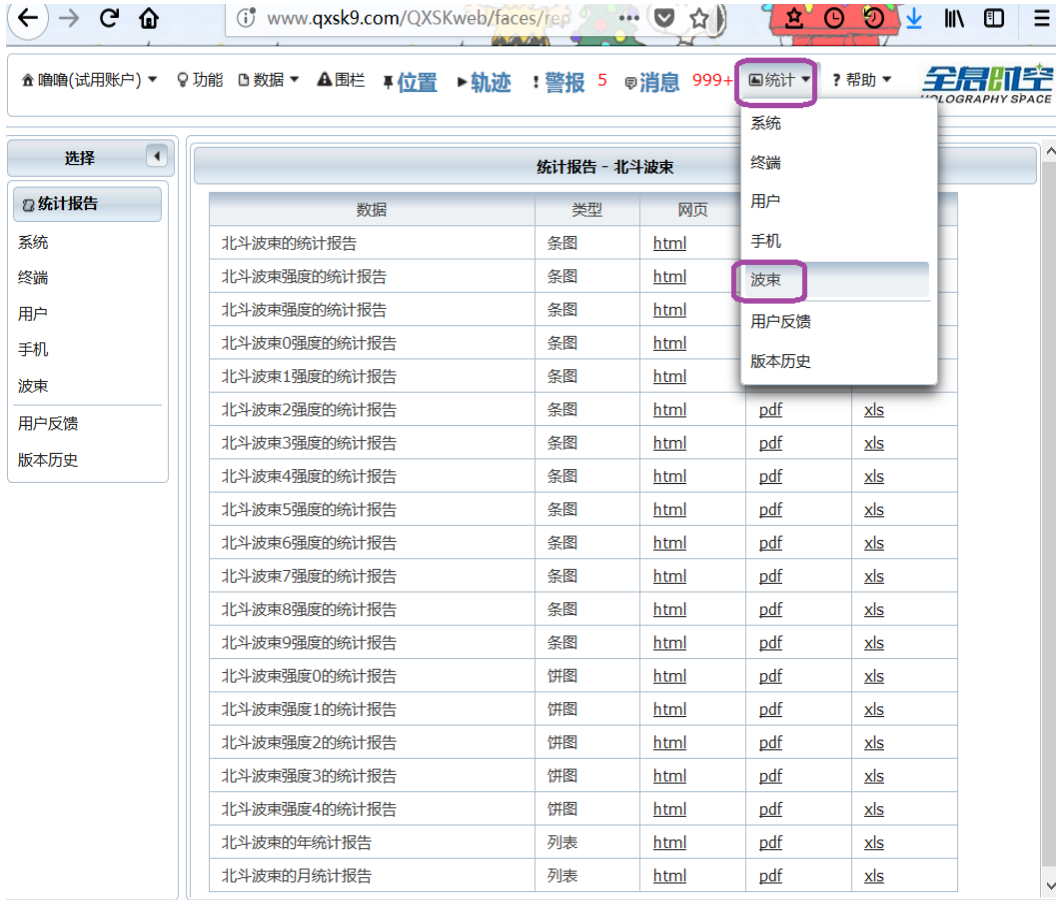 www.qxsk9.com/QXSKweb/faces/rep
噜噜(试用账户) 功能 数据 围栏 位置 轨迹 警报 5 消息 999+ 统计 ? 帮助
全息时空
HOLOGRAPHY SPACE
系统
终端
用户
手机
波束
用户反馈
版本历史
选择
统计报告
系统
终端
用户
手机
波束
用户反馈
版本历史
统计报告 - 北斗波束
数据 类型 网页
北斗波束的统计报告 条图 html
北斗波束强度的统计报告 条图 html
北斗波束强度的统计报告 条图 html
北斗波束0强度的统计报告 条图 html
北斗波束1强度的统计报告 条图 html
北斗波束2强度的统计报告 条图 html pdf xls
北斗波束3强度的统计报告 条图 html pdf xls
北斗波束4强度的统计报告 条图 html pdf xls
北斗波束5强度的统计报告 条图 html pdf xls
北斗波束6强度的统计报告 条图 html pdf xls
北斗波束7强度的统计报告 条图 html pdf xls
北斗波束8强度的统计报告 条图 html pdf xls
北斗波束9强度的统计报告 条图 html pdf xls
北斗波束强度0的统计报告 饼图 html pdf xls
北斗波束强度1的统计报告 饼图 html pdf xls
北斗波束强度2的统计报告 饼图 html pdf xls
北斗波束强度3的统计报告 饼图 html pdf xls
北斗波束强度4的统计报告 饼图 html pdf xls
北斗波束的年统计报告 列表 html pdf xls
北斗波束的月统计报告 列表 html pdf xls